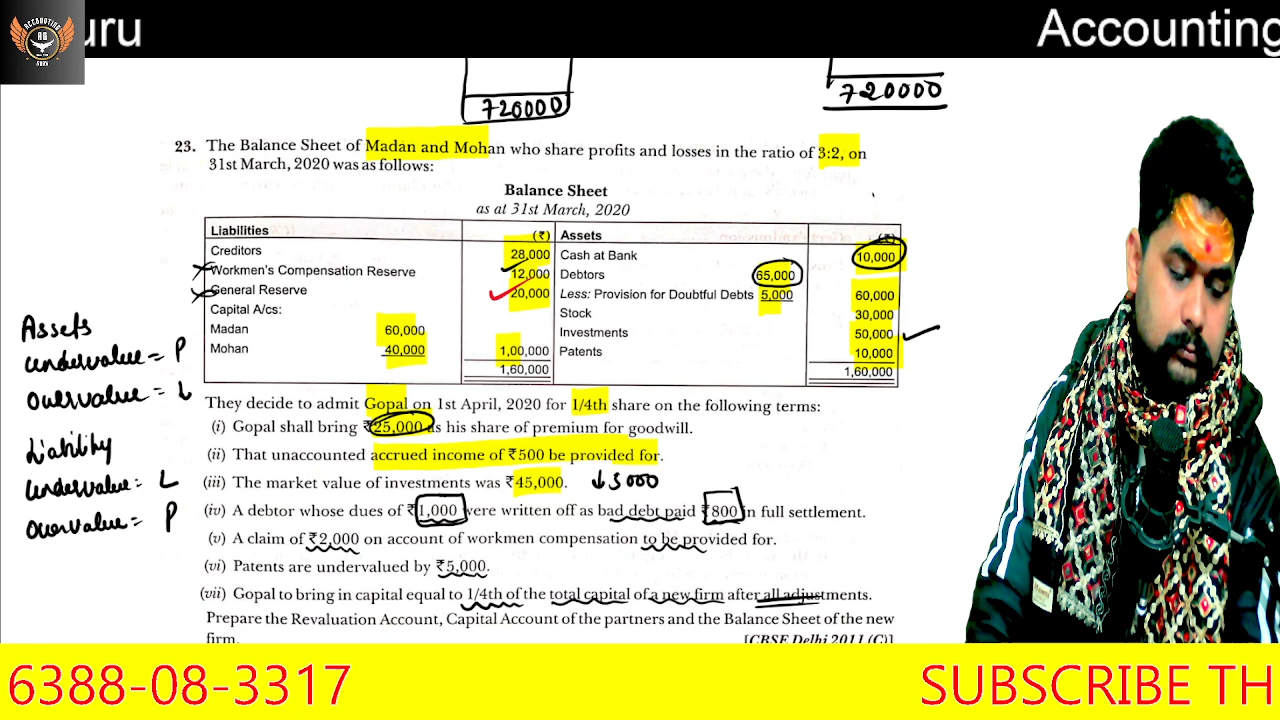 uru
Accounting
ACCOUNTING
AG
GURU
720000
720000
23. The Balance Sheet of Madan and Mohan who share profits and losses in the ratio of 3:2, on
31st March, 2020 was as follows:
Balance Sheet
as at 31st March, 2020
Liabilities (₹) Assets (₹)
Creditors 28,000 Cash at Bank 10,000
Workmen's Compensation Reserve 12,000 Debtors 65,000
General Reserve 20,000 Less: Provision for Doubtful Debts 5,000 60,000
Capital A/cs: Stock 30,000
Madan 60,000 Investments 50,000
Mohan 40,000 1,00,000 Patents 10,000
1,60,000 1,60,000
Assets
undervalue = P
overvalue = L
Liability
Undervalue = L
overvalue = P
They decide to admit Gopal on 1st April, 2020 for 1/4th share on the following terms:
(i) Gopal shall bring ₹25,000 as his share of premium for goodwill.
(ii) That unaccounted accrued income of ₹500 be provided for.
(iii) The market value of investments was ₹45,000. ↓5000
(iv) A debtor whose dues of ₹1,000 were written off as bad debt paid ₹800 in full settlement.
(v) A claim of ₹2,000 on account of workmen compensation to be provided for.
(vi) Patents are undervalued by ₹5,000.
(vii) Gopal to bring in capital equal to 1/4th of the total capital of a new firm after all adjustments.
Prepare the Revaluation Account, Capital Account of the partners and the Balance Sheet of the new
firm. [CBSE Delhi 2011 (C)]
6388-08-3317
SUBSCRIBE TH